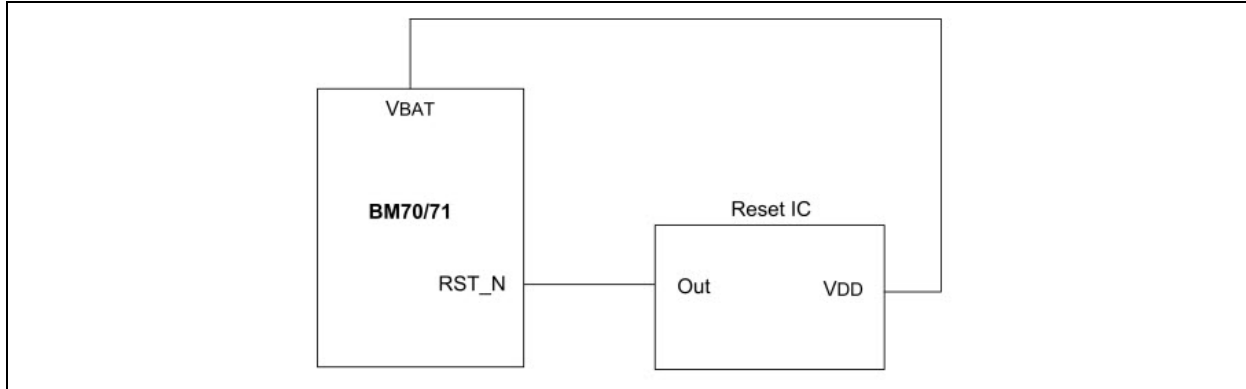 VBAT
BM70/71
Reset IC
RST_N
Out
VDD